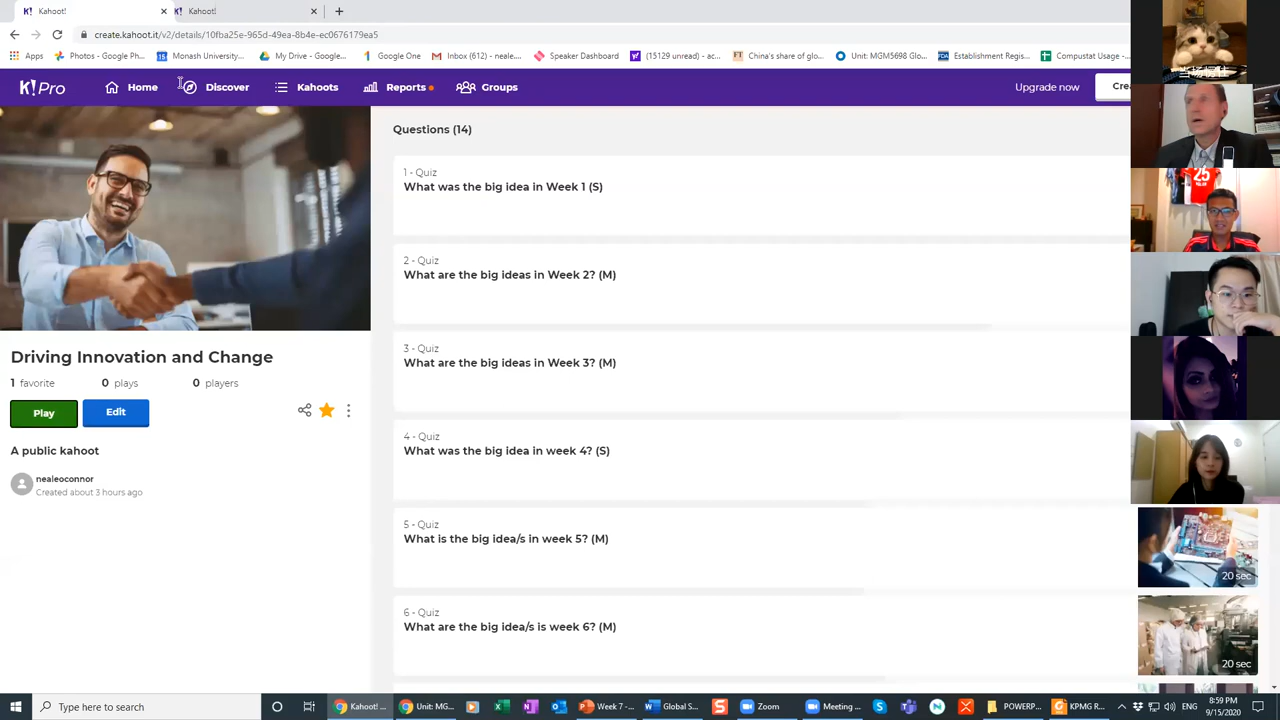 Kahoot!
Kahoot!
create.kahoot.it/v2/details/10fba25e-965d-49ea-8b4e-ec0676179ea5
Apps
Photos - Google Ph...
Monash University...
My Drive - Google...
Google One
Inbox (612) - neale...
Speaker Dashboard
(15129 unread) - ac...
China's share of glo...
Unit: MGM5698 Glo...
Establishment Regis...
Compustat Usage:
K! Pro
Home
Discover
Kahoots
Reports
Groups
Upgrade now
Cre
Questions (14)
1 - Quiz
What was the big idea in Week 1 (S)
2 - Quiz
What are the big ideas in Week 2? (M)
3 - Quiz
What are the big ideas in Week 3? (M)
Driving Innovation and Change
1 favorite
0 plays
0 players
Play
Edit
A public kahoot
nealeoconnor
Created about 3 hours ago
4 - Quiz
What was the big idea in week 4? (S)
5 - Quiz
What is the big idea/s in week 5? (M)
20 sec
6 - Quiz
What are the big idea/s is week 6? (M)
20 sec
25
Type here to search
Kahoot! ...
Unit: MG...
Week 7 - ...
Global S...
Zoom
Meeting ...
POWERP...
KPMG R...
ENG
8:59 PM
9/15/2020